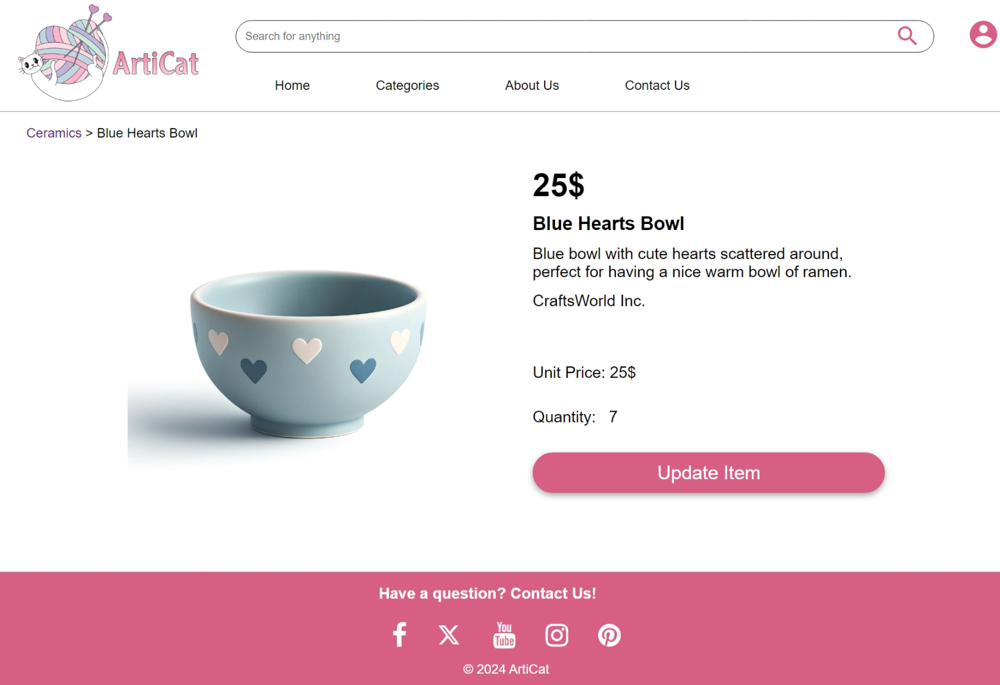 ArtiCat
Search for anything
Home Categories About Us Contact Us
Ceramics > Blue Hearts Bowl
25$
Blue Hearts Bowl
Blue bowl with cute hearts scattered around,
perfect for having a nice warm bowl of ramen.
CraftsWorld Inc.
Unit Price: 25$
Quantity: 7
Update Item
Have a question? Contact Us!
You
Tube
© 2024 ArtiCat